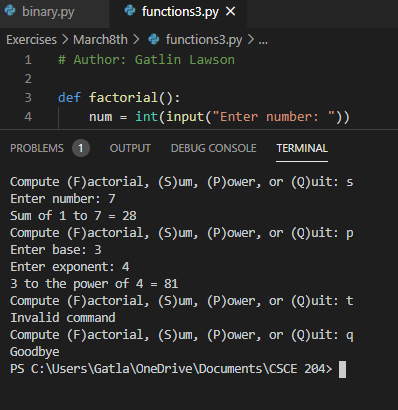 binary.py functions3.py ×
Exercises > March8th > functions3.py > ...
1 # Author: Gatlin Lawson
2
3 def factorial():
4 num = int(input("Enter number: "))
PROBLEMS 1 OUTPUT DEBUG CONSOLE TERMINAL
Compute (F)actorial, (S)um, (P)ower, or (Q)uit: s
Enter number: 7
Sum of 1 to 7 = 28
Compute (F)actorial, (S)um, (P)ower, or (Q)uit: p
Enter base: 3
Enter exponent: 4
3 to the power of 4 = 81
Compute (F)actorial, (S)um, (P)ower, or (Q)uit: t
Invalid command
Compute (F)actorial, (S)um, (P)ower, or (Q)uit: q
Goodbye
PS C:\Users\Gatla\OneDrive\Documents\CSCE 204>